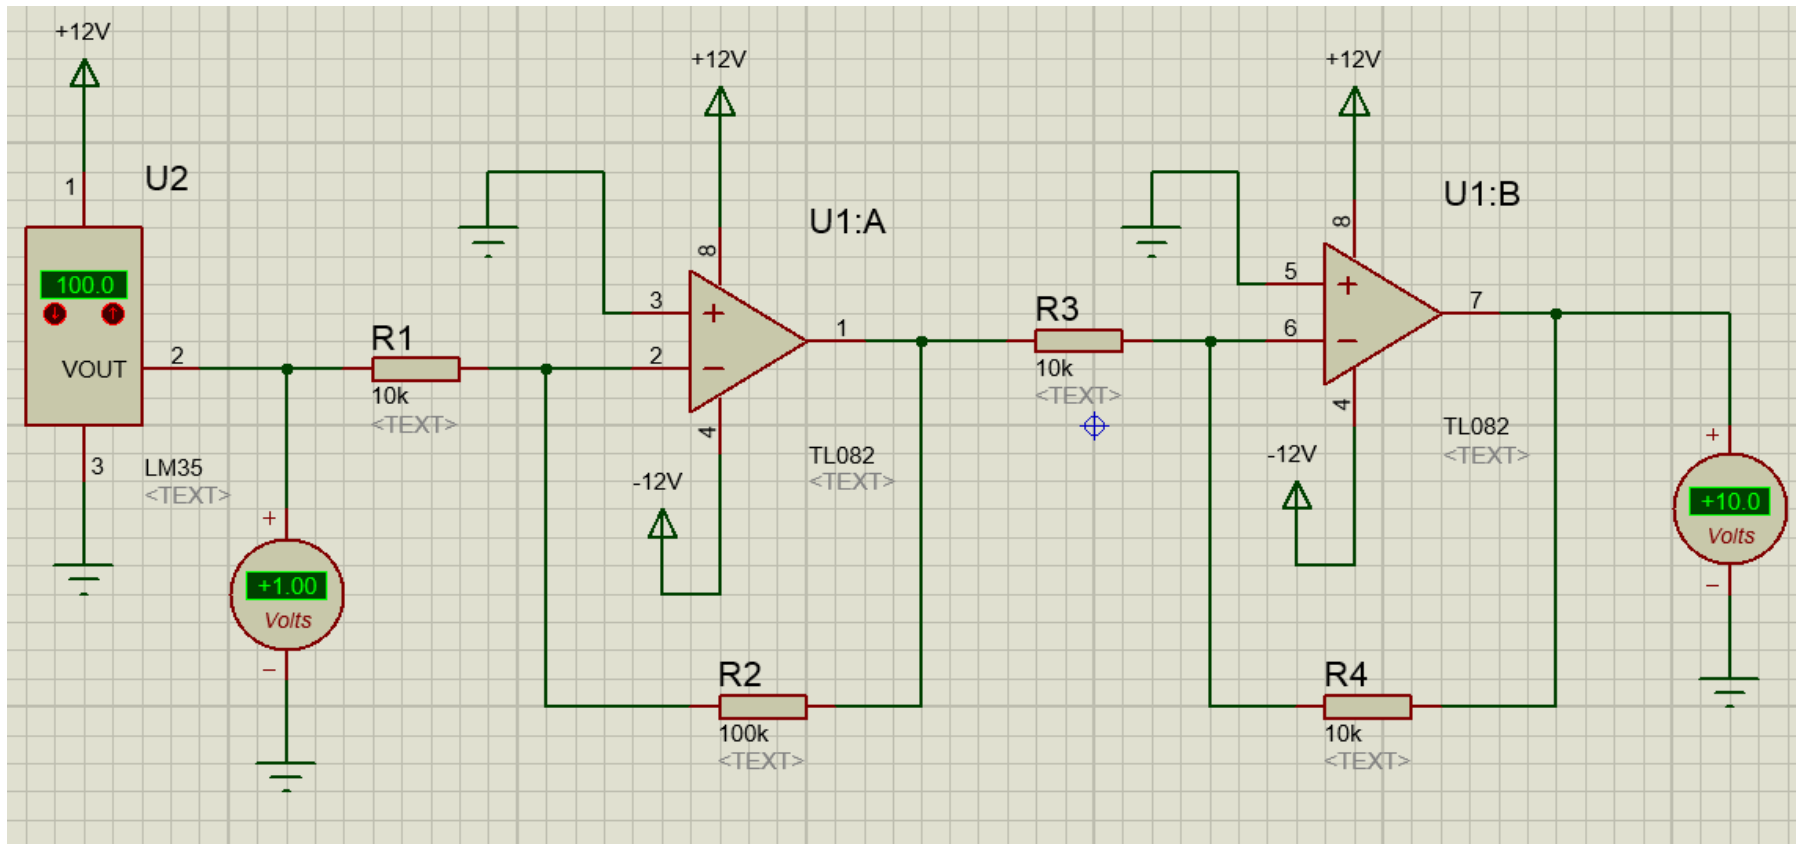 +12V
1
U2
100.0
VOUT
2
3
LM35
<TEXT>
+
+1.00
Volts
−
R1
10k
<TEXT>
+12V
8
U1:A
3
+
2
−
1
4
-12V
TL082
<TEXT>
R2
100k
<TEXT>
R3
10k
<TEXT>
+12V
8
U1:B
5
+
6
−
7
4
-12V
TL082
<TEXT>
R4
10k
<TEXT>
+
+10.0
Volts
−